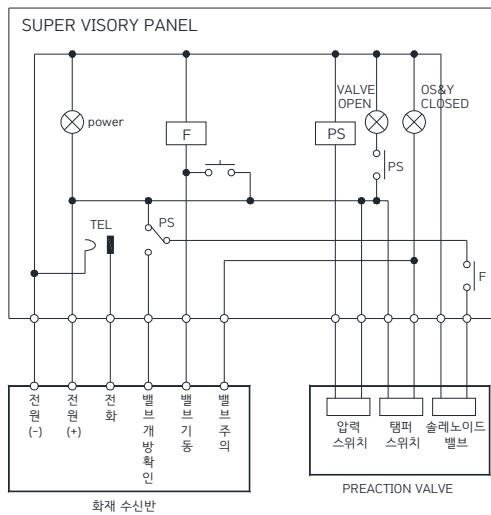 SUPER VISORY PANEL
VALVE
OPEN
OS&Y
CLOSED
power
F
PS
PS
TEL
PS
F
전원
(-)
전원
(+)
전화
밸브개방확인
밸브기동
밸브주의
압력
스위치
탬퍼
스위치
솔레노이드
밸브
화재 수신반
PREACTION VALVE